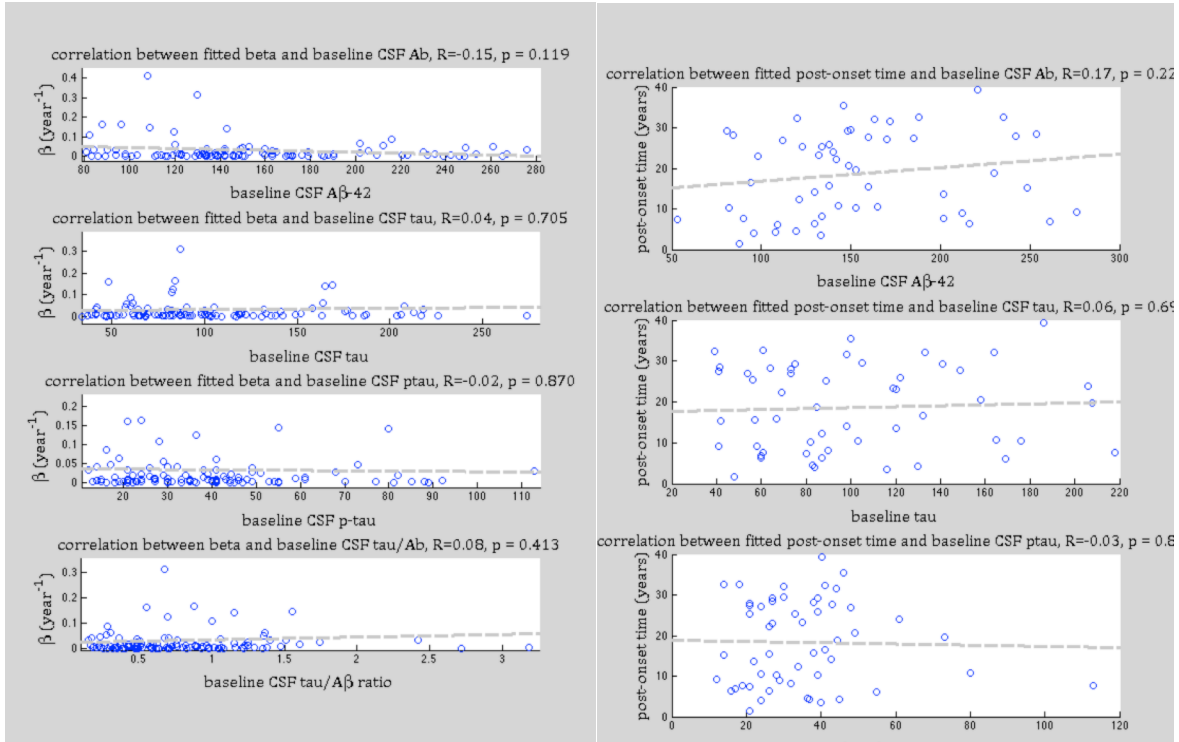 correlation between fitted beta and baseline CSF Ab, R=-0.15, p = 0.119
β (year-1)
0.4
0.3
0.2
0.1
0
80 100 120 140 160 180 200 220 240 260 280
baseline CSF Aβ-42
correlation between fitted beta and baseline CSF tau, R=0.04, p = 0.705
β (year-1)
0.3
0.2
0.1
0
50 100 150 200 250
baseline CSF tau
correlation between fitted beta and baseline CSF ptau, R=-0.02, p = 0.870
β (year-1)
0.2
0.15
0.1
0.05
0
20 30 40 50 60 70 80 90 100 110
baseline CSF p-tau
correlation between beta and baseline CSF tau/Ab, R=0.08, p = 0.413
β (year-1)
0.3
0.2
0.1
0
0.5 1 1.5 2 2.5 3
baseline CSF tau/Aβ ratio
correlation between fitted post-onset time and baseline CSF Ab, R=0.17, p = 0.22
post-onset time (years)
40
30
20
10
0
50 100 150 200 250 300
baseline CSF Aβ-42
correlation between fitted post-onset time and baseline CSF tau, R=0.06, p = 0.69
post-onset time (years)
40
30
20
10
0
20 40 60 80 100 120 140 160 180 200 220
baseline tau
correlation between fitted post-onset time and baseline CSF ptau, R=-0.03, p = 0.8
post-onset time (years)
40
30
20
10
0
0 20 40 60 80 100 120